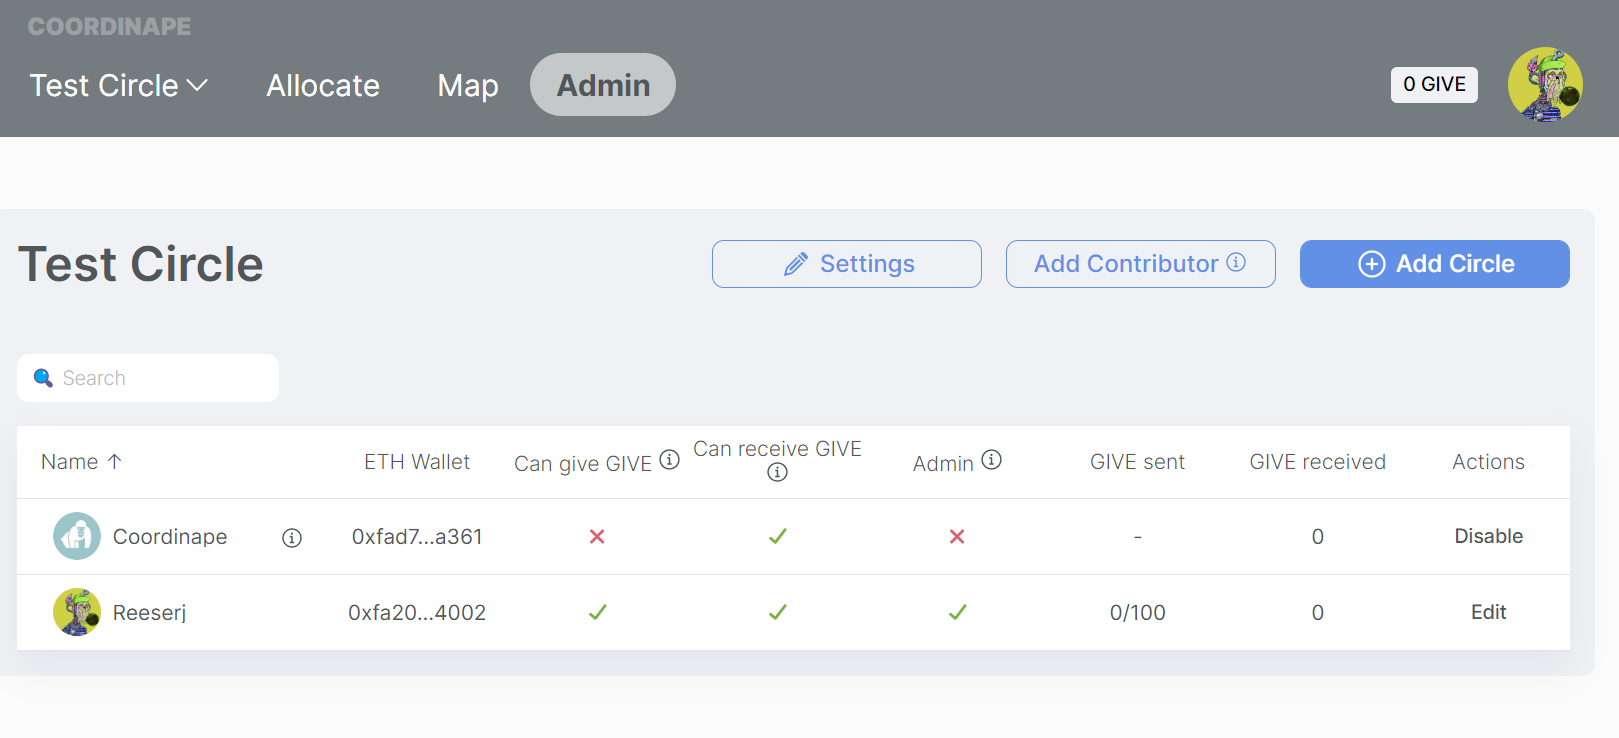 COORDINAPE
Test Circle Allocate Map Admin 0 GIVE
Test Circle Settings Add Contributor Add Circle
Search
Name ETH Wallet Can give GIVE Can receive GIVE Admin GIVE sent GIVE received Actions
Coordinape 0xfad7...a361 - 0 Disable
Reeserj 0xfa20...4002 0/100 0 Edit